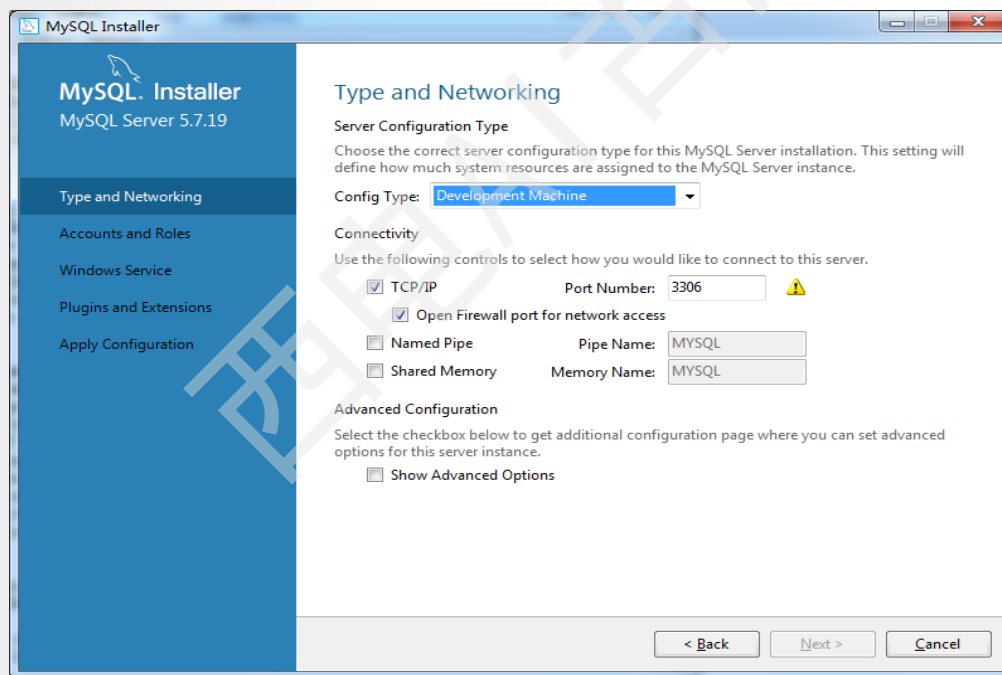 MySQL Installer
MySQL. Installer
MySQL Server 5.7.19
Type and Networking
Accounts and Roles
Windows Service
Plugins and Extensions
Apply Configuration
Type and Networking
Server Configuration Type
Choose the correct server configuration type for this MySQL Server installation. This setting will
define how much system resources are assigned to the MySQL Server instance.
Config Type: Development Machine
Connectivity
Use the following controls to select how you would like to connect to this server.
TCP/IP Port Number: 3306
Open Firewall port for network access
Named Pipe Pipe Name: MYSQL
Shared Memory Memory Name: MYSQL
Advanced Configuration
Select the checkbox below to get additional configuration page where you can set advanced
options for this server instance.
Show Advanced Options
< Back Next > Cancel
西电AI古